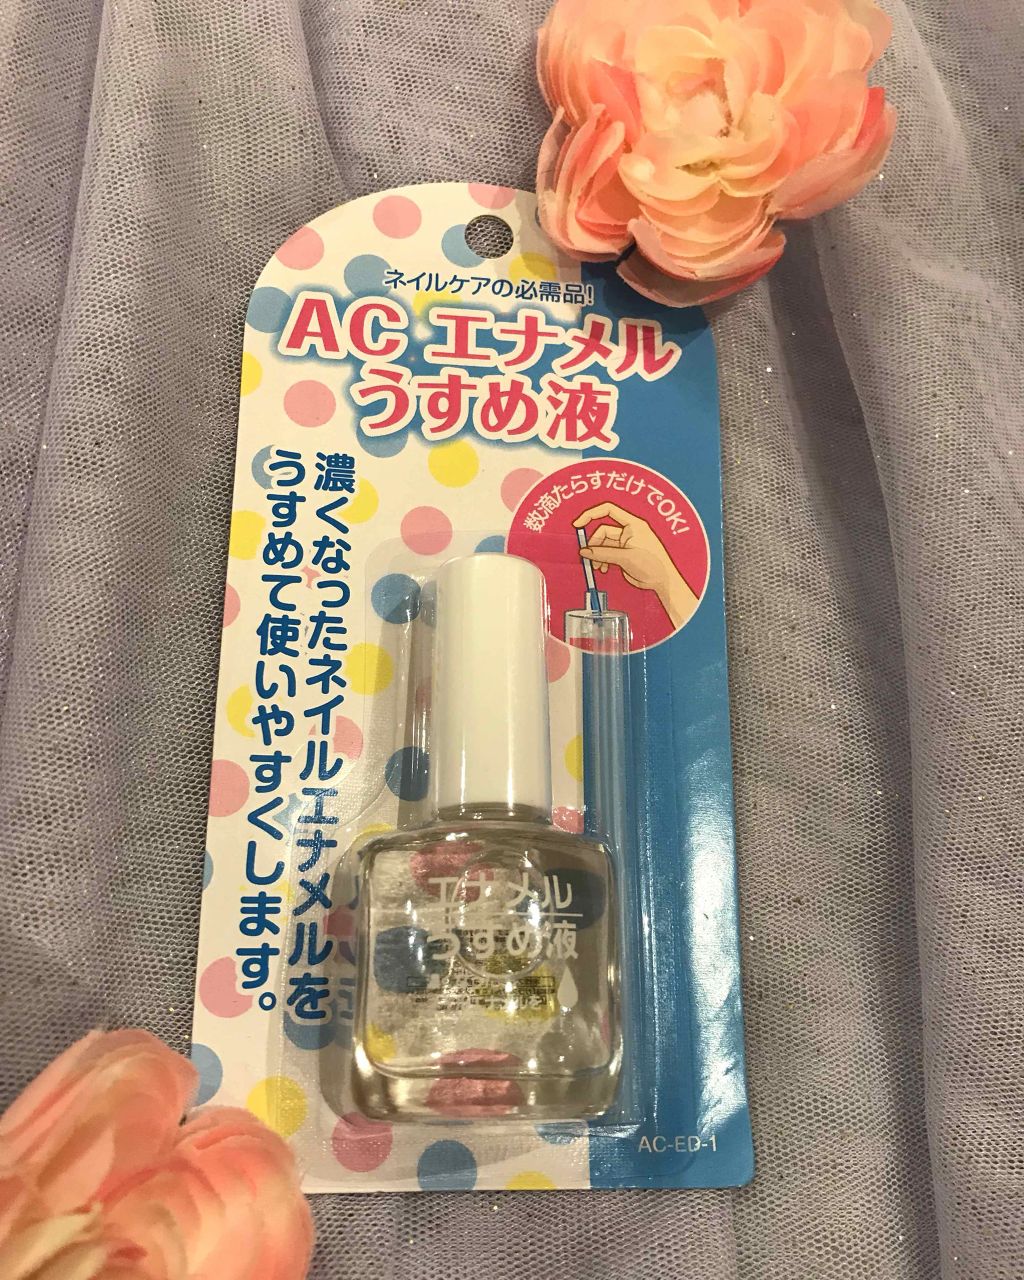 ネイルケアの必需品!
AC エナメル
うすめ液
数滴たらすだけでOK!
濃くなったネイルエナメルを
うすめて使いやすくします。
エナメル
うすめ液
AC-ED-1